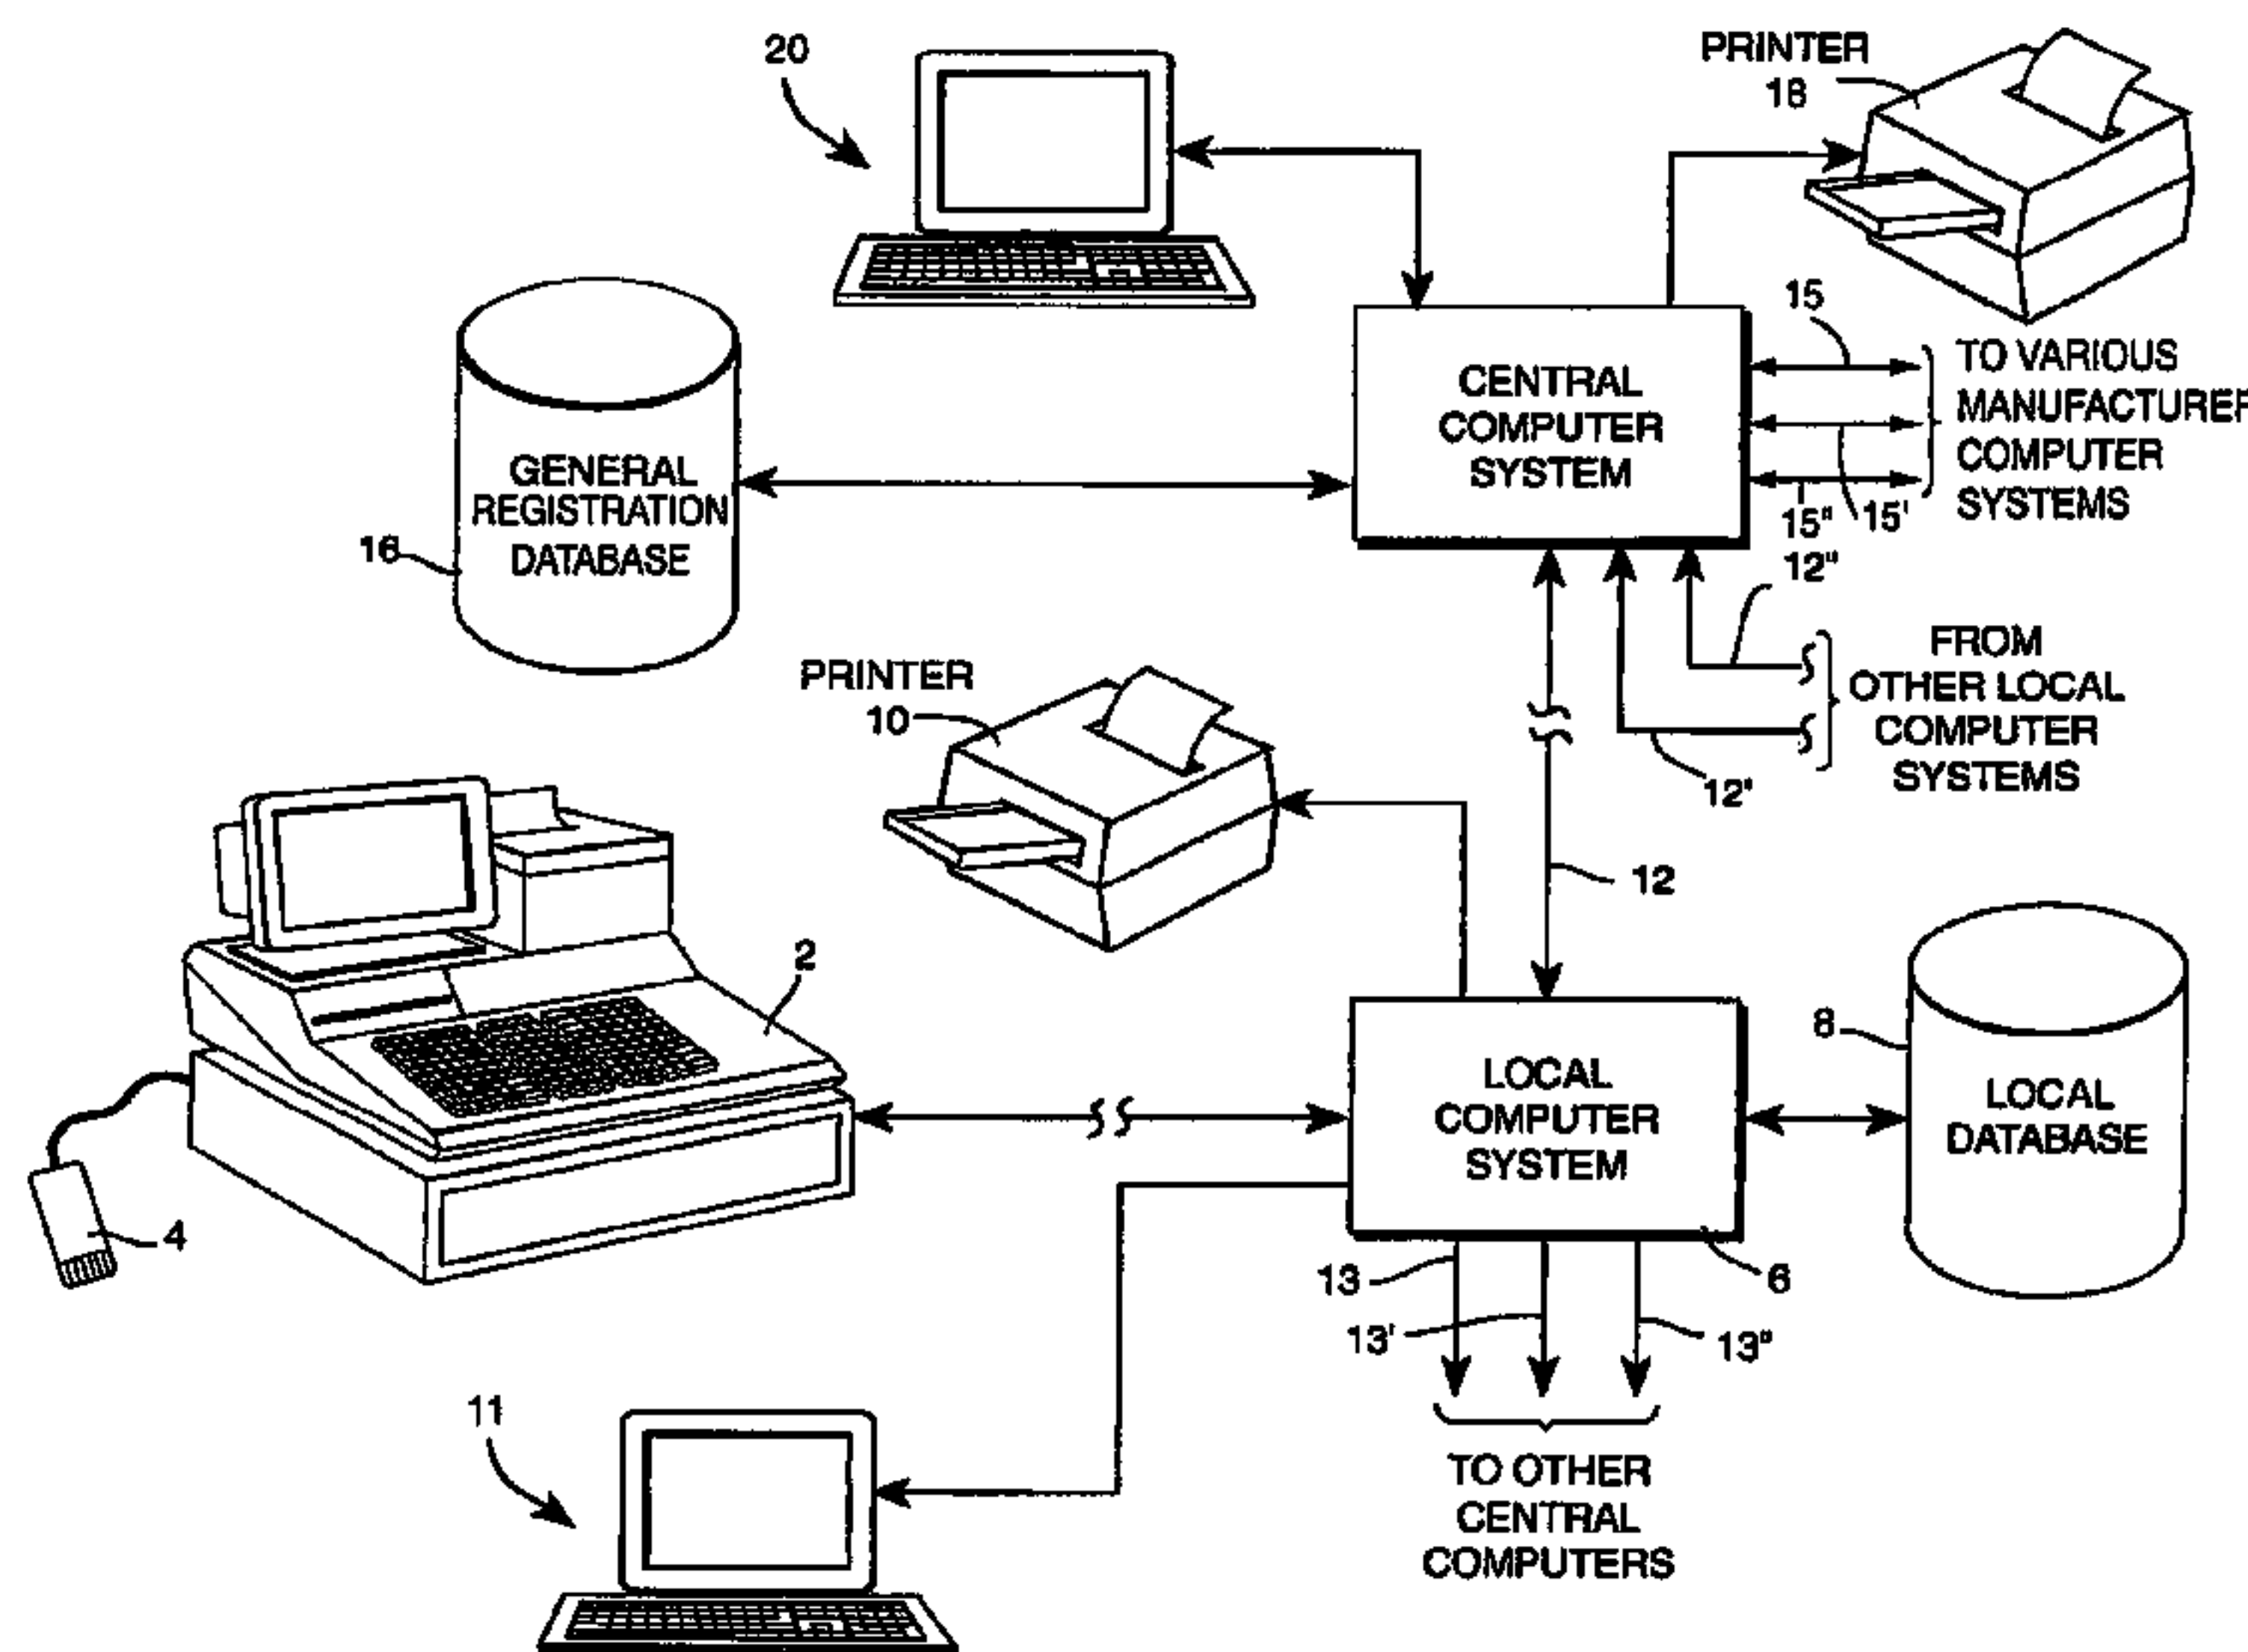 20
PRINTER
18
15
TO VARIOUS
MANUFACTURER
COMPUTER
SYSTEMS
CENTRAL
COMPUTER
SYSTEM
15"
15'
GENERAL
REGISTRATION
DATABASE
16
12"
FROM
OTHER LOCAL
COMPUTER
SYSTEMS
12'
PRINTER
10
12
2
8
LOCAL
DATABASE
LOCAL
COMPUTER
SYSTEM
4
6
13
13'
13"
11
TO OTHER
CENTRAL
COMPUTERS